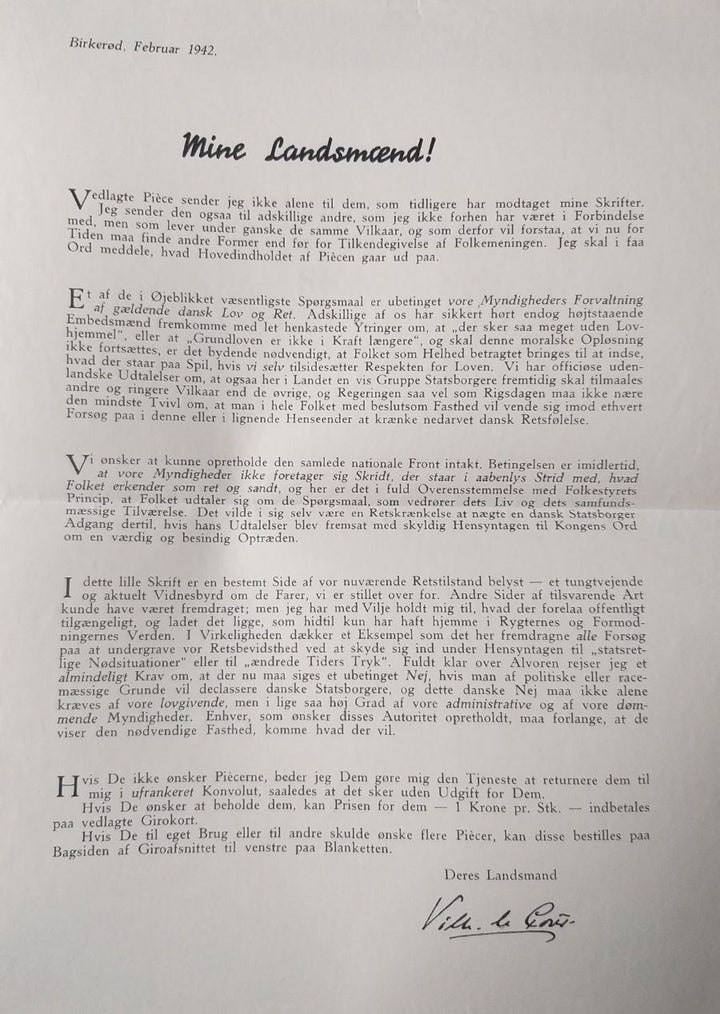 Birkerød, Februar 1942.
Mine Landsmænd!
Vedlagte Pièce sender jeg ikke alene til dem, som tidligere har modtaget mine Skrifter.
Jeg sender den ogsaa til adskillige andre, som jeg ikke forhen har været i Forbindelse
med, men som lever under ganske de samme Vilkaar, og som derfor vil forstaa, at vi nu for
Tiden maa finde andre Former end før for Tilkendegivelse af Folkemeningen. Jeg skal i faa
Ord meddele, hvad Hovedindholdet af Piècen gaar ud paa.
Et af de i Øjeblikket væsentligste Spørgsmaal er ubetinget vore Myndigheders Forvaltning
af gældende dansk Lov og Ret. Adskillige af os har sikkert hørt endog højtstaaende
Embedsmænd fremkomme med let henkastede Ytringer om, at „der sker saa meget uden Lov-
hjemmel“, eller at „Grundloven er ikke i Kraft længere“, og skal denne moralske Opløsning
ikke fortsættes, er det bydende nødvendigt, at Folket som Helhed betragtet bringes til at indse,
hvad der staar paa Spil, hvis vi selv tilsidesætter Respekten for Loven. Vi har officiøse uden-
landske Udtalelser om, at ogsaa her i Landet en vis Gruppe Statsborgere fremtidig skal tilmaales
andre og ringere Vilkaar end de øvrige, og Regeringen saa vel som Rigsdagen maa ikke nære
den mindste Tvivl om, at man i hele Folket med beslutsom Fasthed vil vende sig imod ethvert
Forsøg paa i denne eller i lignende Henseender at krænke nedarvet dansk Retsfølelse.
Vi ønsker at kunne opretholde den samlede nationale Front intakt. Betingelsen er imidlertid,
at vore Myndigheder ikke foretager sig Skridt, der staar i aabenlys Strid med, hvad
Folket erkender som ret og sandt, og her er det i fuld Overensstemmelse med Folkestyrets
Princip, at Folket udtaler sig om de Spørgsmaal, som vedrører dets Liv og dets samfunds-
mæssige Tilværelse. Det vilde i sig selv være en Retskrænkelse at nægte en dansk Statsborger
Adgang dertil, hvis hans Udtalelser blev fremsat med skyldig Hensyntagen til Kongens Ord
om en værdig og besindig Optræden.
I dette lille Skrift er en bestemt Side af vor nuværende Retstilstand belyst — et tungtvejende
og aktuelt Vidnesbyrd om de Farer, vi er stillet over for. Andre Sider af tilsvarende Art
kunde have været fremdraget; men jeg har med Vilje holdt mig til, hvad der forelaa offentligt
tilgængeligt, og ladet det ligge, som hidtil kun har haft hjemme i Rygternes og Formod-
ningernes Verden. I Virkeligheden dækker et Eksempel som det her fremdragne alle Forsøg
paa at undergrave vor Retsbevidsthed ved at skyde sig ind under Hensyntagen til „statsret-
lige Nødsituationer“ eller til „ændrede Tiders Tryk“. Fuldt klar over Alvoren rejser jeg et
almindeligt Krav om, at der nu maa siges et ubetinget Nej, hvis man af politiske eller race-
mæssige Grunde vil declassere danske Statsborgere, og dette danske Nej maa ikke alene
kræves af vore lovgivende, men i lige saa høj Grad af vore administrative og af vore døm-
mende Myndigheder. Enhver, som ønsker disses Autoritet opretholdt, maa forlange, at de
viser den nødvendige Fasthed, komme hvad der vil.
Hvis De ikke ønsker Piècerne, beder jeg Dem gøre mig den Tjeneste at returnere dem til
mig i ufrankeret Konvolut, saaledes at det sker uden Udgift for Dem.
Hvis De ønsker at beholde dem, kan Prisen for dem — 1 Krone pr. Stk. — indbetales
paa vedlagte Girokort.
Hvis De til eget Brug eller til andre skulde ønske flere Piècer, kan disse bestilles paa
Bagsiden af Giroafsnittet til venstre paa Blanketten.
Deres Landsmand
Vilh. la Cour